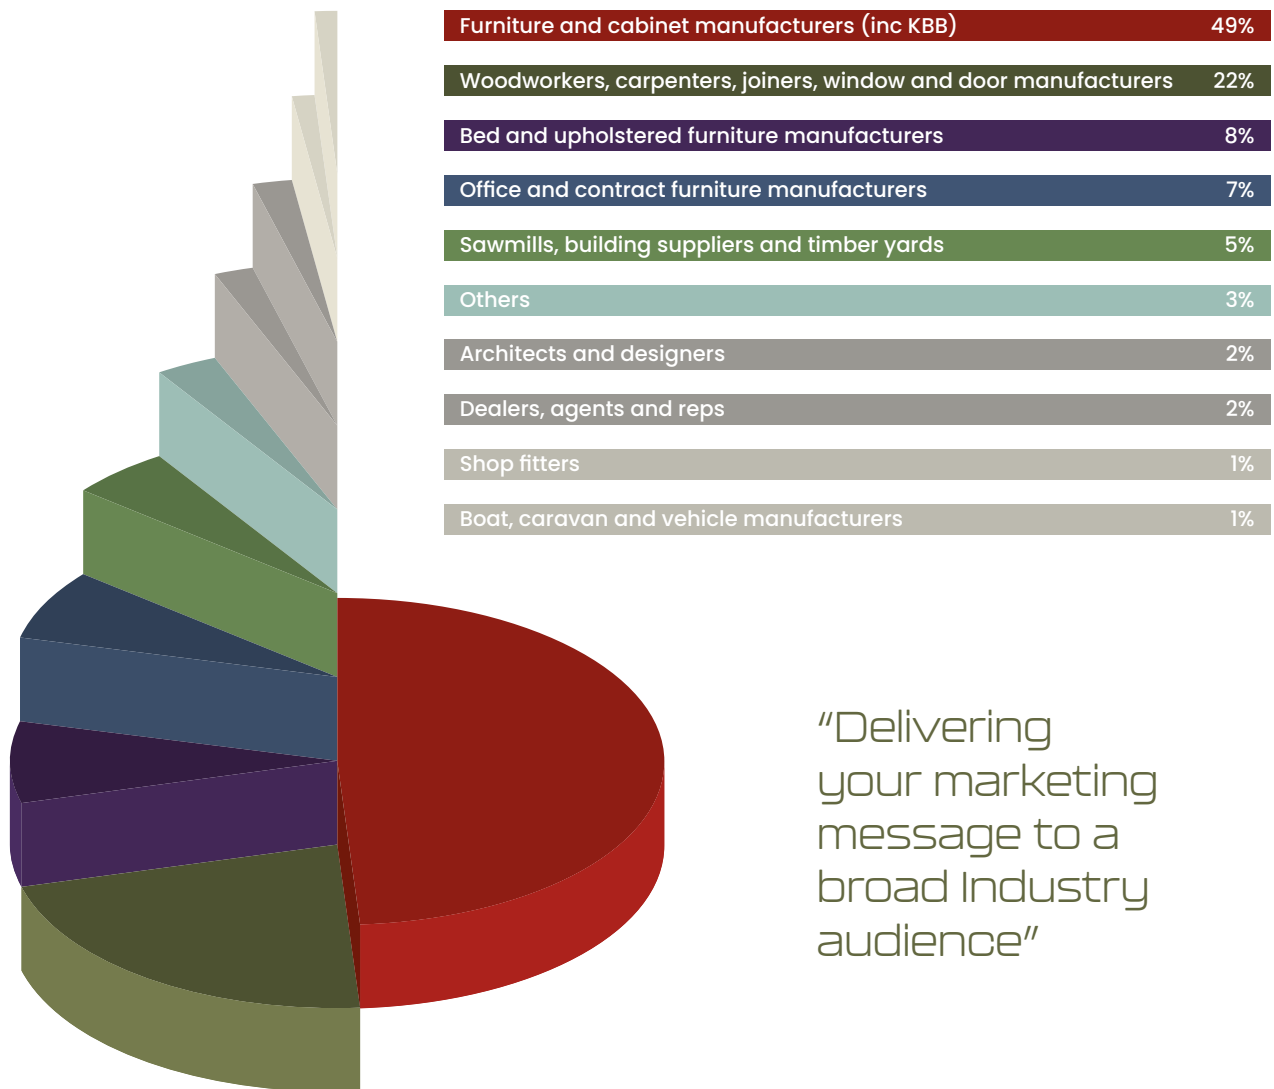 Furniture and cabinet manufacturers (inc KBB) 49%
Woodworkers, carpenters, joiners, window and door manufacturers 22%
Bed and upholstered furniture manufacturers 8%
Office and contract furniture manufacturers 7%
Sawmills, building suppliers and timber yards 5%
Others 3%
Architects and designers 2%
Dealers, agents and reps 2%
Shop fitters 1%
Boat, caravan and vehicle manufacturers 1%
“Delivering
your marketing
message to a
broad Industry
audience”